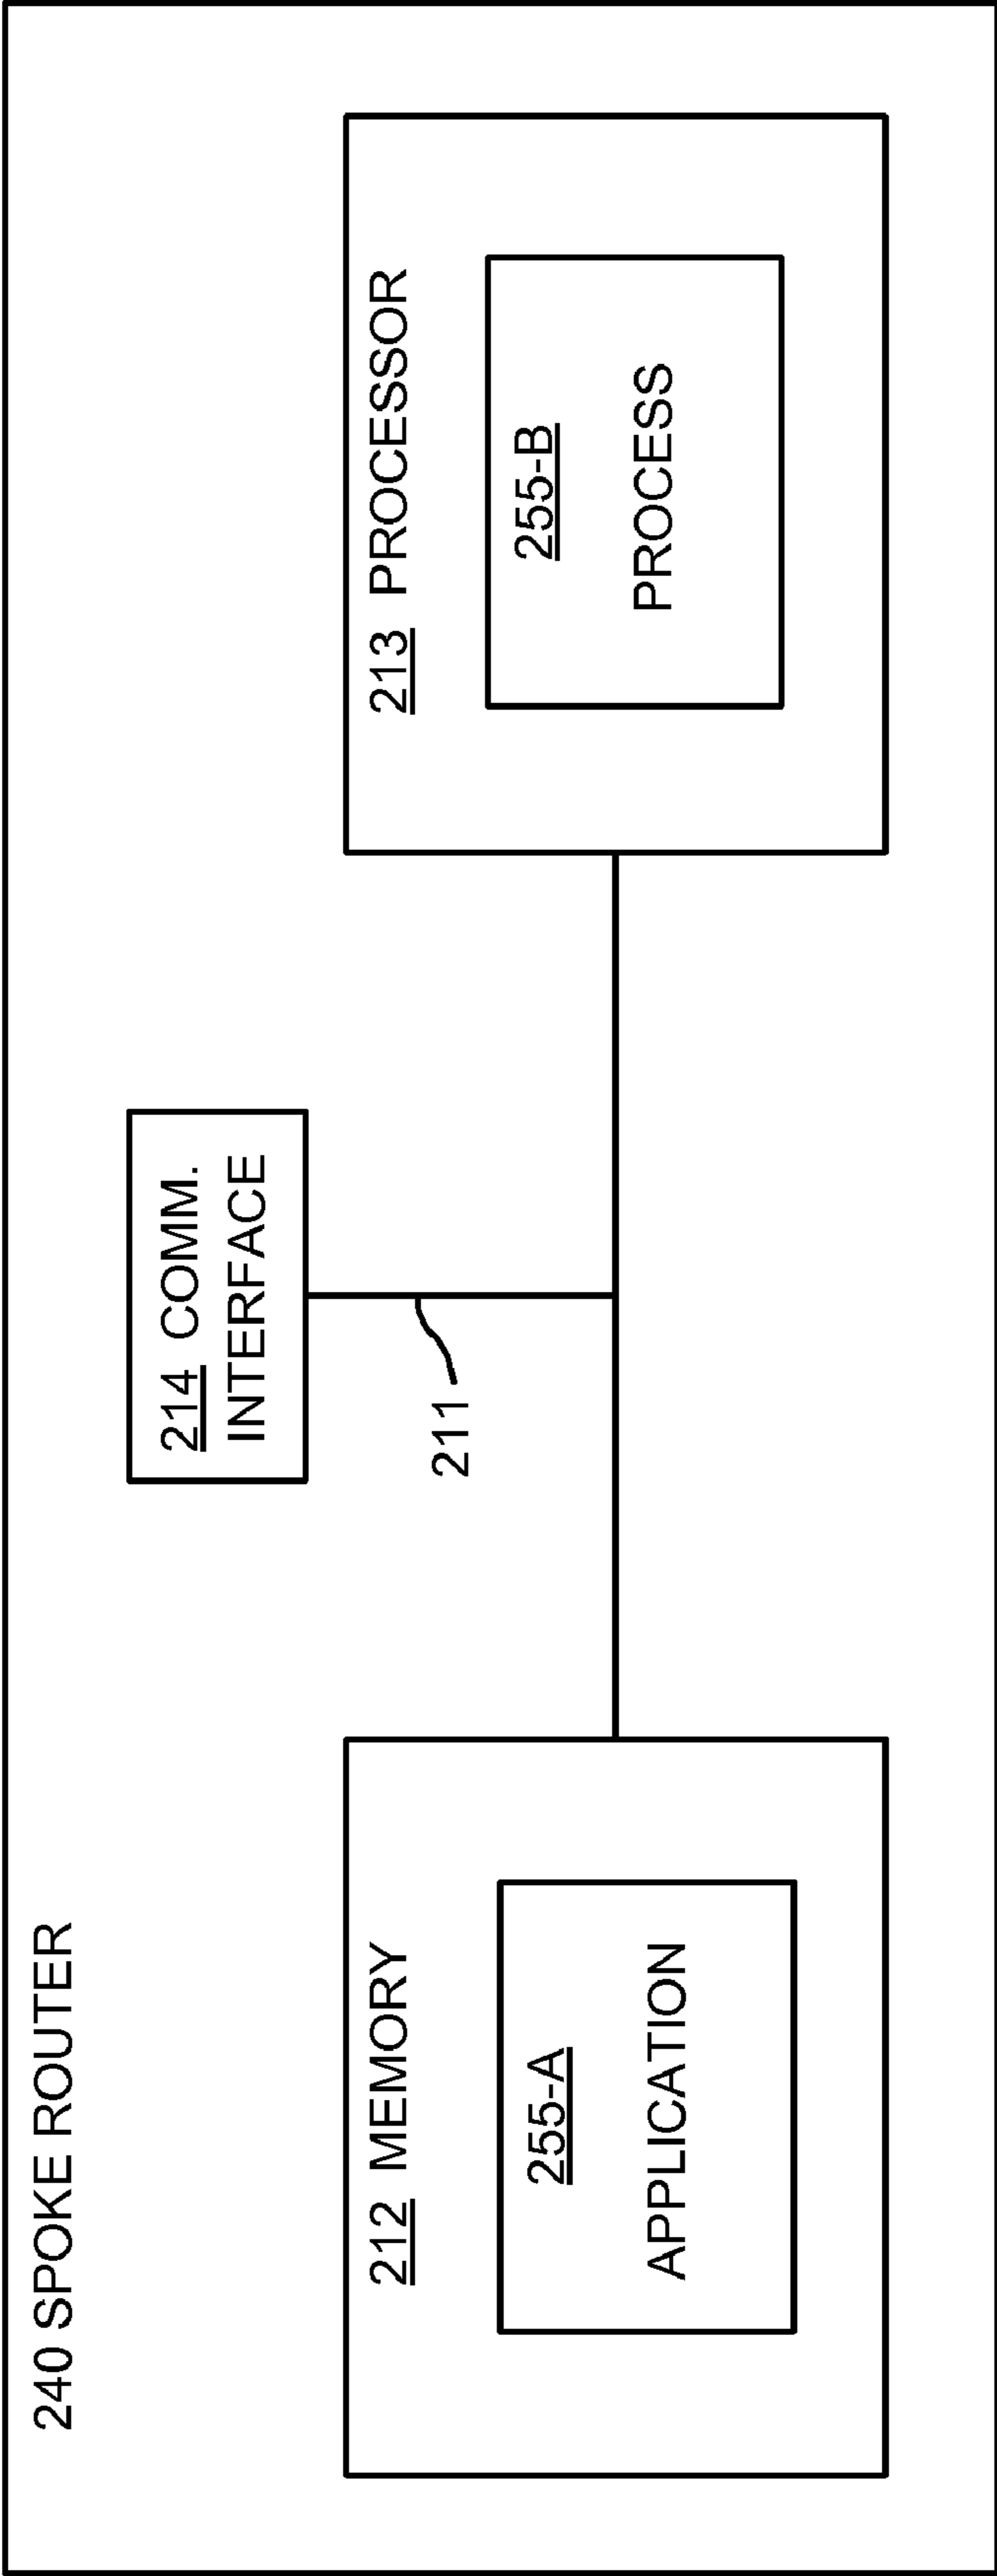 240 SPOKE ROUTER
214 COMM.
INTERFACE
211
212 MEMORY
255-A
APPLICATION
213 PROCESSOR
255-B
PROCESS